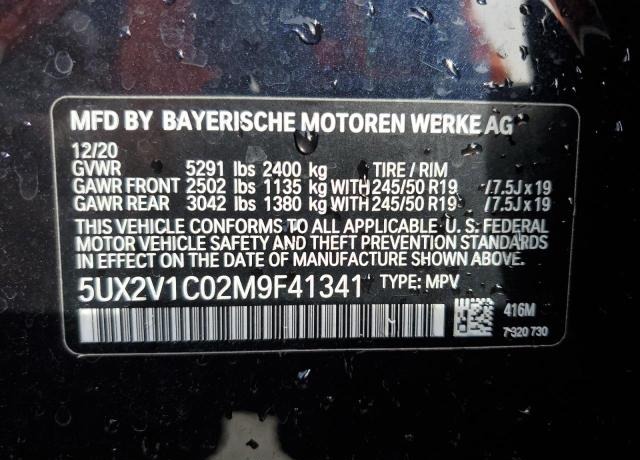 MFD BY BAYERISCHE MOTOREN WERKE AG
12/20
GVWR 5291 lbs 2400 kg TIRE / RIM
GAWR FRONT 2502 lbs 1135 kg WITH 245/50 R19 /7.5J x 19
GAWR REAR 3042 lbs 1380 kg WITH 245/50 R19 /7.5J x 19
THIS VEHICLE CONFORMS TO ALL APPLICABLE U. S. FEDERAL
MOTOR VEHICLE SAFETY AND THEFT PREVENTION STANDARDS
IN EFFECT ON THE DATE OF MANUFACTURE SHOWN ABOVE.
5UX2V1C02M9F41341 TYPE: MPV
416M
7 920 730